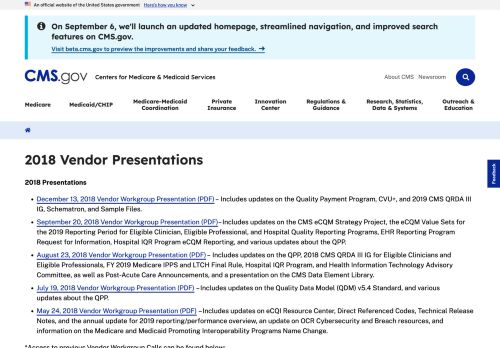 An official website of the United States government Here's how you know
On September 6, we'll launch an updated homepage, streamlined navigation, and improved search
features on CMS.gov.
Visit beta.cms.gov to preview the improvements and share your feedback. →
CMS.gov Centers for Medicare & Medicaid Services
About CMS Newsroom
Medicare
Medicaid/CHIP
Medicare-Medicaid
Coordination
Private
Insurance
Innovation
Center
Regulations &
Guidance
Research, Statistics,
Data & Systems
Outreach &
Education
Feedback
2018 Vendor Presentations
2018 Presentations
• December 13, 2018 Vendor Workgroup Presentation (PDF) – Includes updates on the Quality Payment Program, CVU+, and 2019 CMS QRDA III
IG, Schematron, and Sample Files.
• September 20, 2018 Vendor Workgroup Presentation (PDF)– Includes updates on the CMS eCQM Strategy Project, the eCQM Value Sets for
the 2019 Reporting Period for Eligible Clinician, Eligible Professional, and Hospital Quality Reporting Programs, EHR Reporting Program
Request for Information, Hospital IQR Program eCQM Reporting, and various updates about the QPP.
• August 23, 2018 Vendor Workgroup Presentation (PDF) – Includes updates on the QPP, 2018 CMS QRDA III IG for Eligible Clinicians and
Eligible Professionals, FY 2019 Medicare IPPS and LTCH Final Rule, Hospital IQR Program, and Health Information Technology Advisory
Committee, as well as Post-Acute Care Announcements, and a presentation on the CMS Data Element Library.
• July 19, 2018 Vendor Workgroup Presentation (PDF) – Includes updates on the Quality Data Model (QDM) v5.4 Standard, and various
updates about the QPP.
• May 24, 2018 Vendor Workgroup Presentation (PDF) –Includes updates on eCQI Resource Center, Direct Referenced Codes, Technical Release
Notes, and the annual update for 2019 reporting/performance overview, an update on OCR Cybersecurity and Breach resources, and
information on the Medicare and Medicaid Promoting Interoperability Programs Name Change.
*Access to previous Vendor Workgroup Calls can be found below.